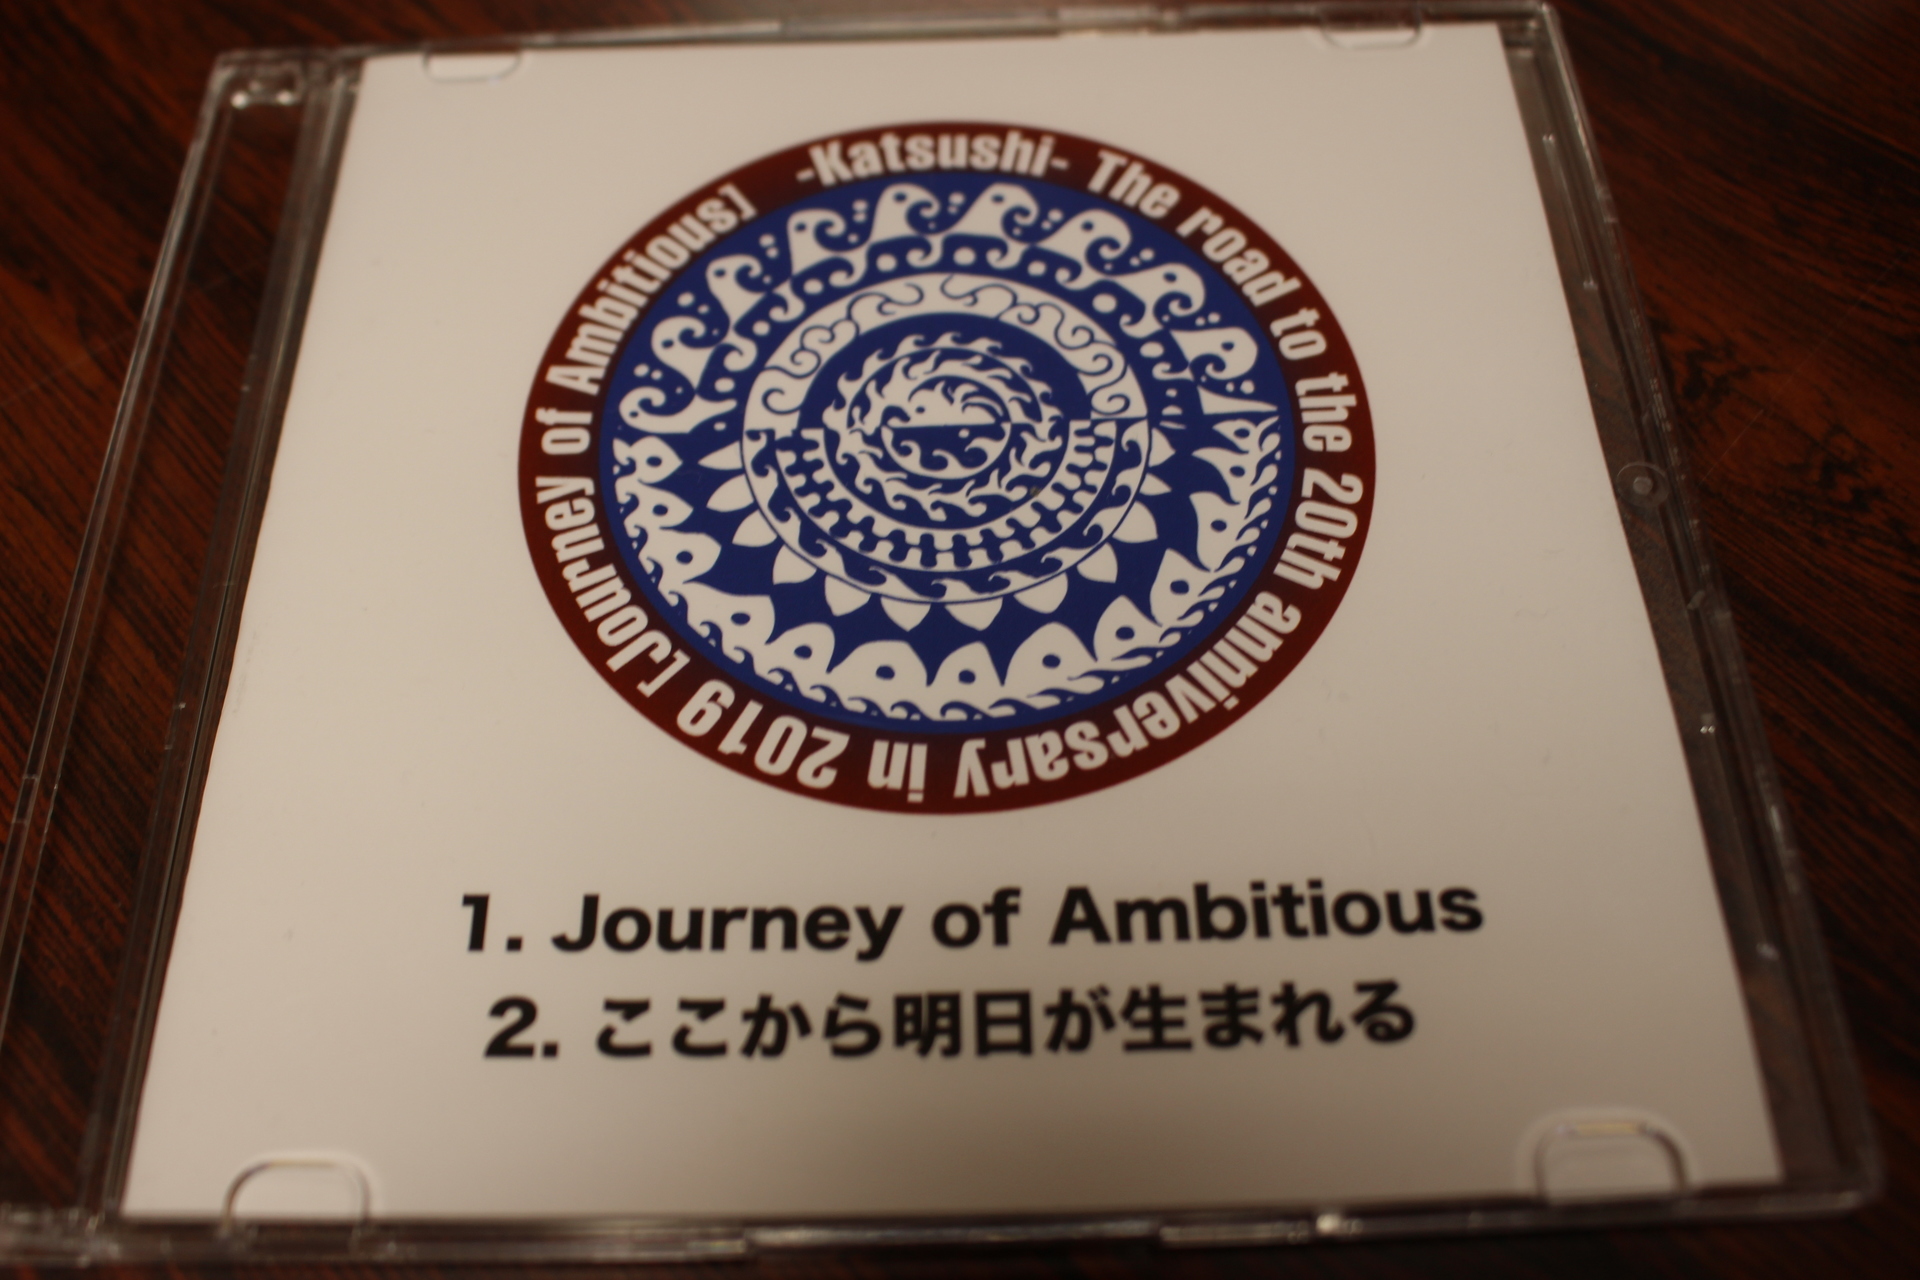 -Katsushi- The road to the 20th anniversary in 2019 [Journey of Ambitious]
1. Journey of Ambitious
2. ここから明日が生まれる